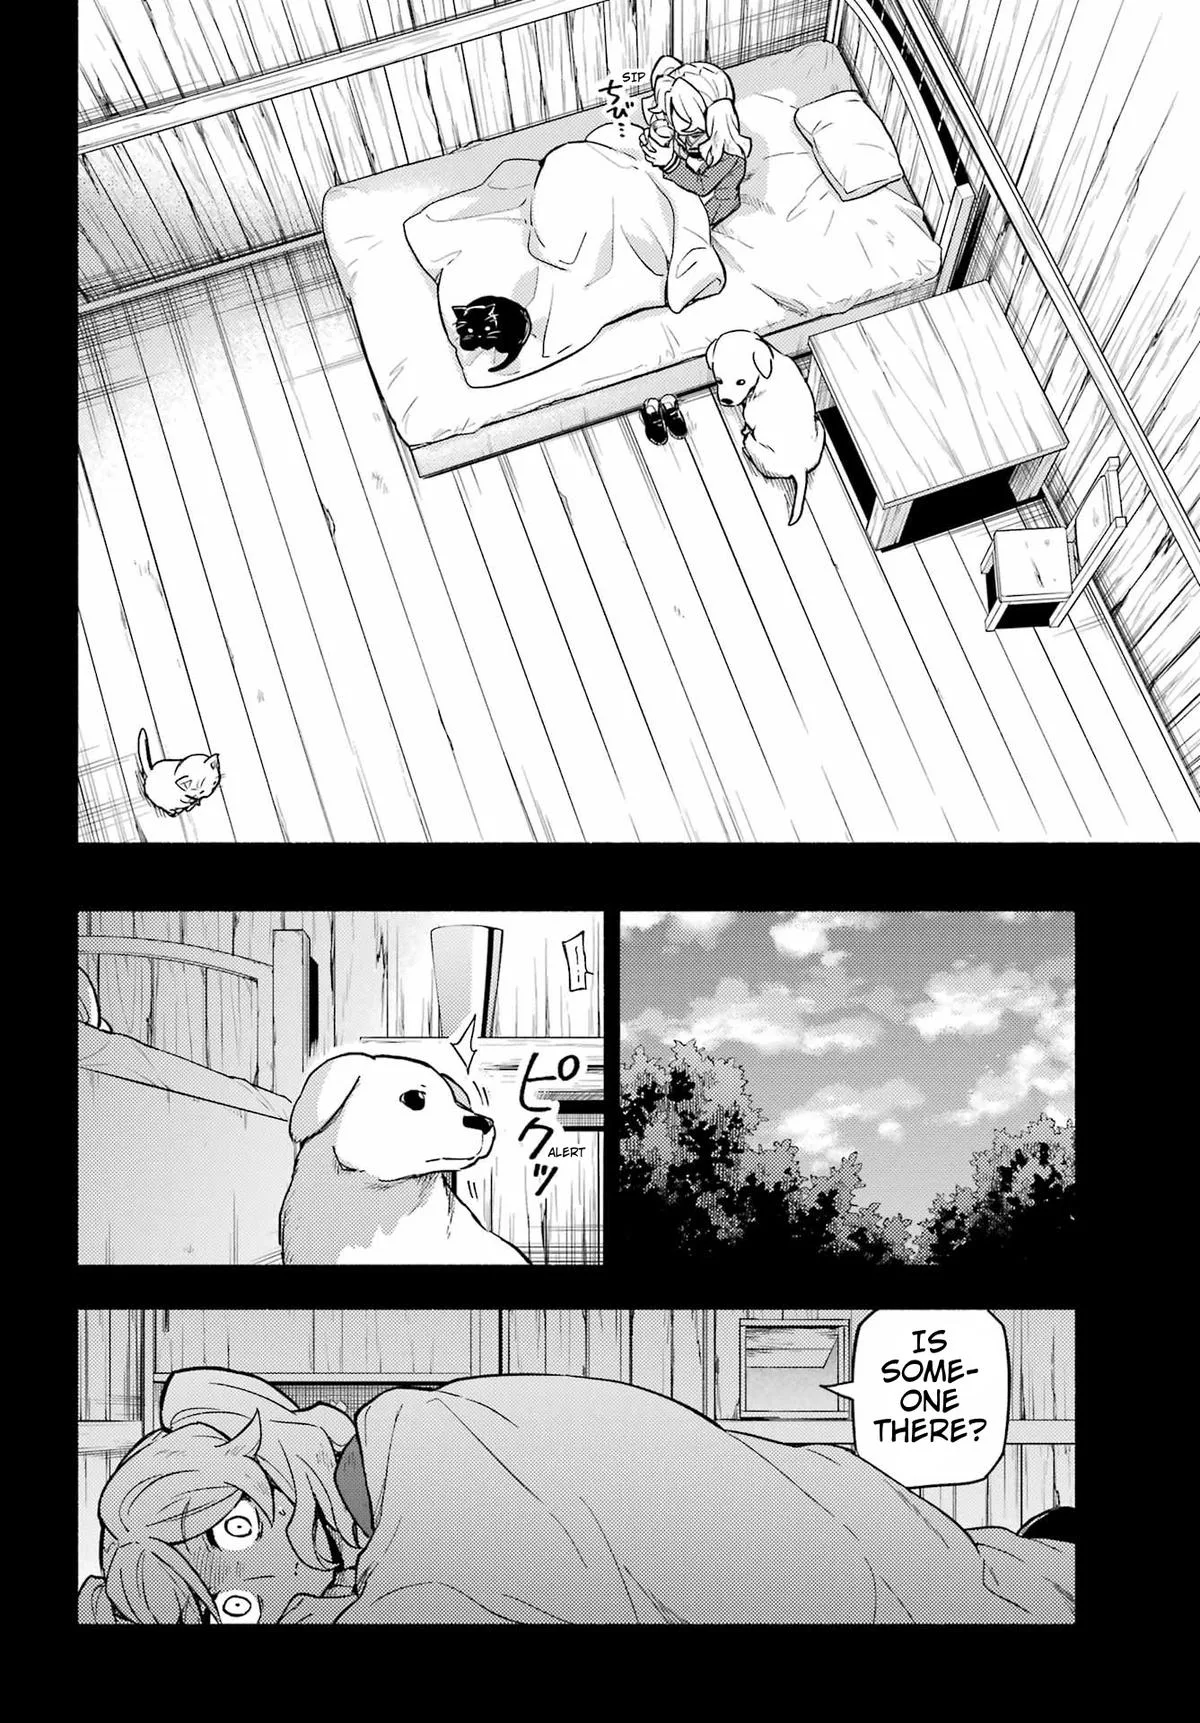 SIP
ちび…
ピクッ
ALERT
IS
SOME-
ONE
THERE?